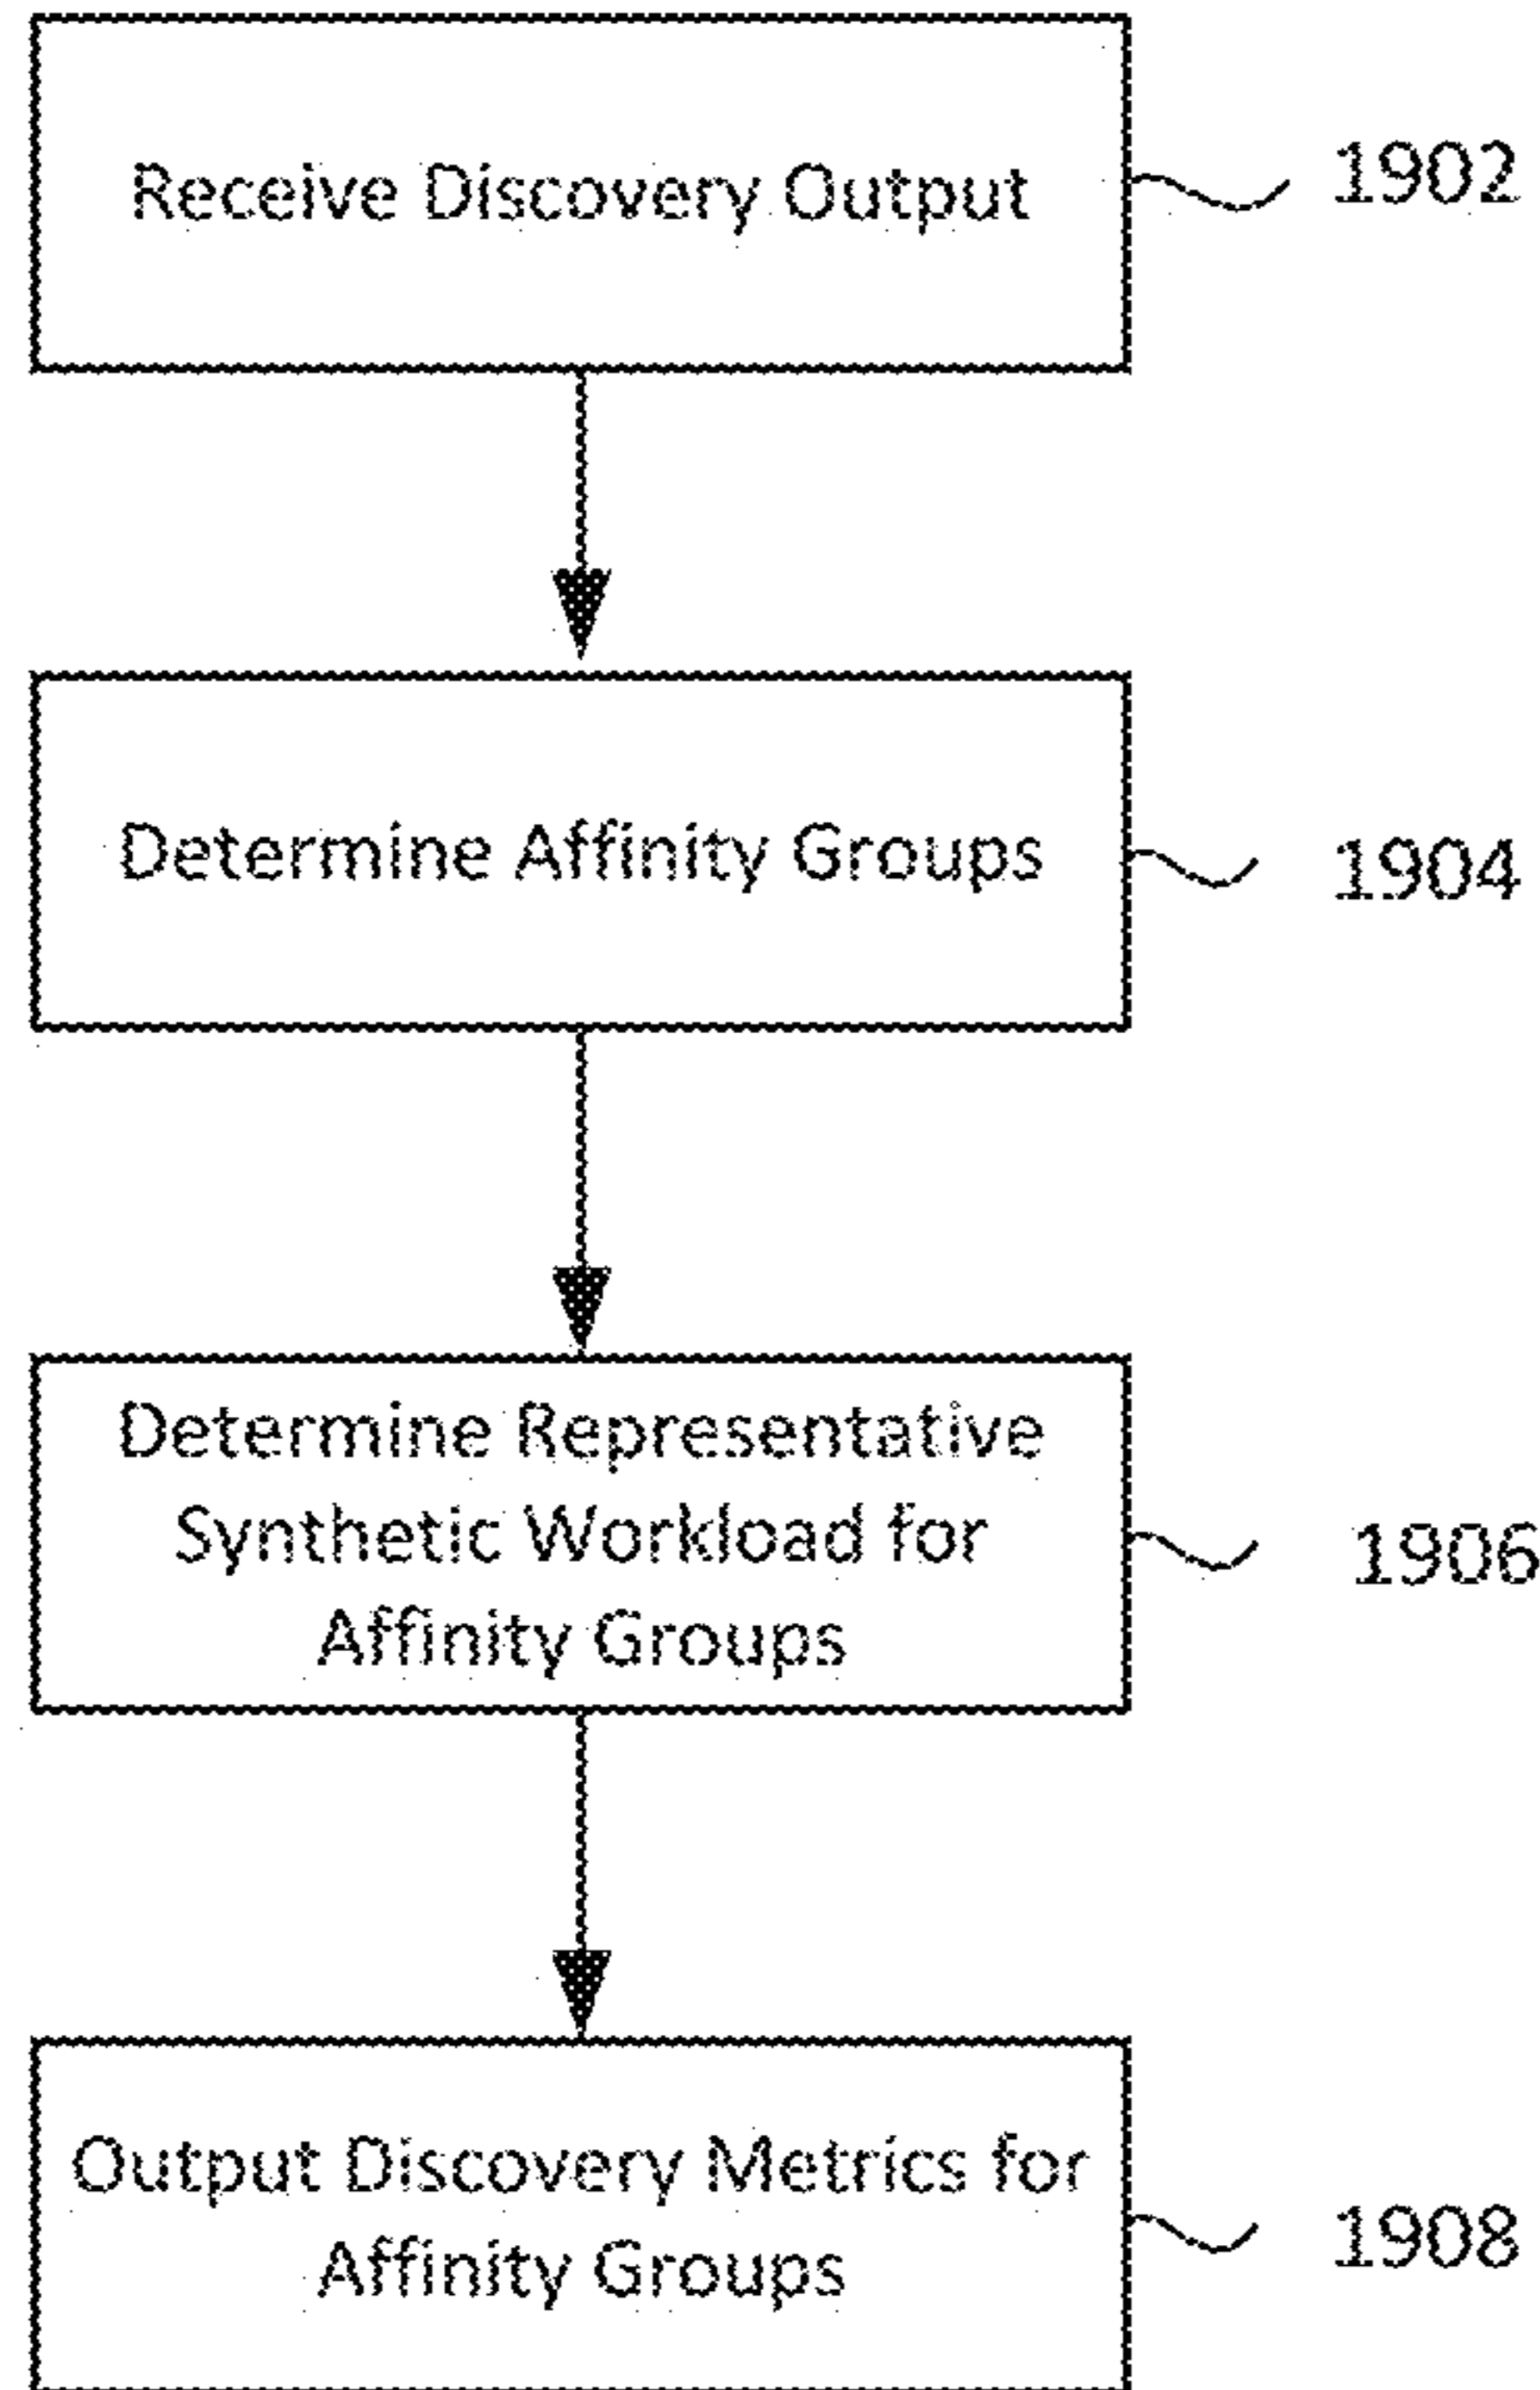 Receive Discovery Output
1902
Determine Affinity Groups
1904
Determine Representative
Synthetic Workload for
Affinity Groups
1906
Output Discovery Metrics for
Affinity Groups
1908